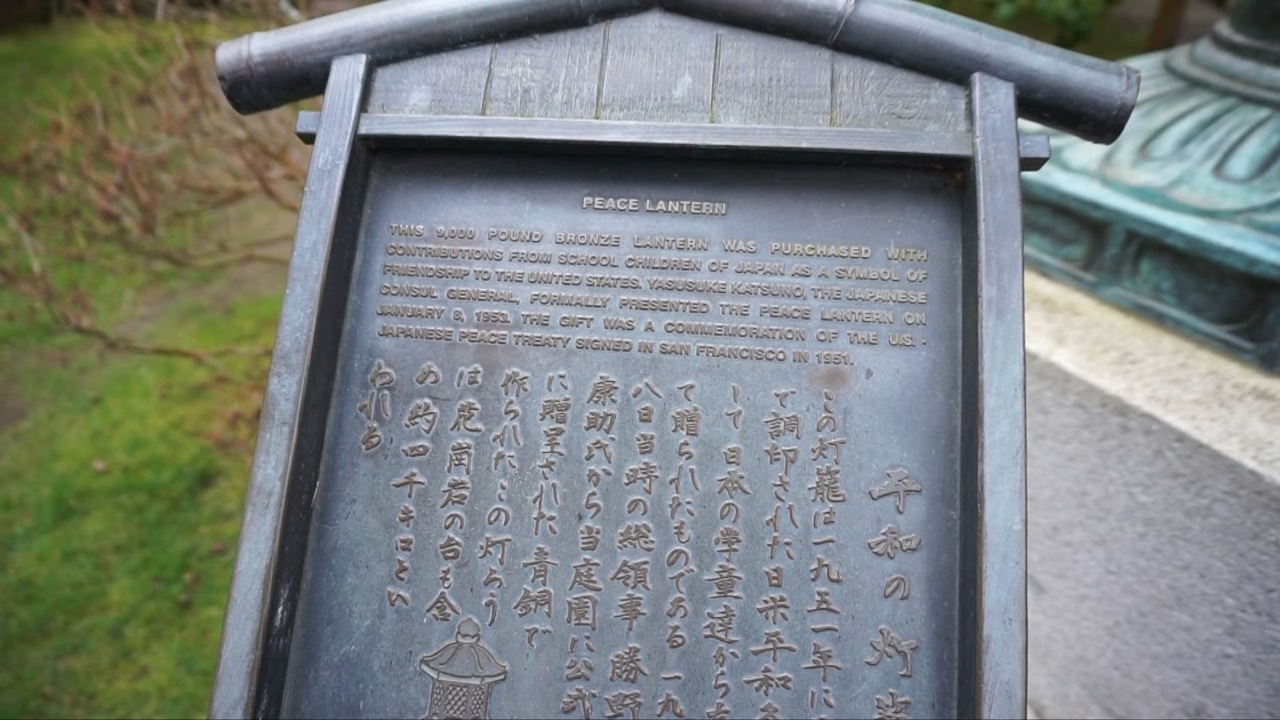 PEACE LANTERN
THIS 9,000 POUND BRONZE LANTERN WAS PURCHASED WITH
CONTRIBUTIONS FROM SCHOOL CHILDREN OF JAPAN AS A SYMBOL OF
FRIENDSHIP TO THE UNITED STATES. YASUSUKE KATSUNO, THE JAPANESE
CONSUL GENERAL, FORMALLY PRESENTED THE PEACE LANTERN ON
JANUARY 8, 1953. THE GIFT WAS A COMMEMORATION OF THE U.S. -
JAPANESE PEACE TREATY SIGNED IN SAN FRANCISCO IN 1951.
平和の灯
この灯籠は一九五一年に
で調印された日米平和
して日本の学童達から
て贈られたものである 一九
八日当時の総領事 勝野
康助氏から当庭園に公式
に贈呈された 青銅で
作られたこの灯ろう
は花崗岩の台も含
め約四千キロとい
われる